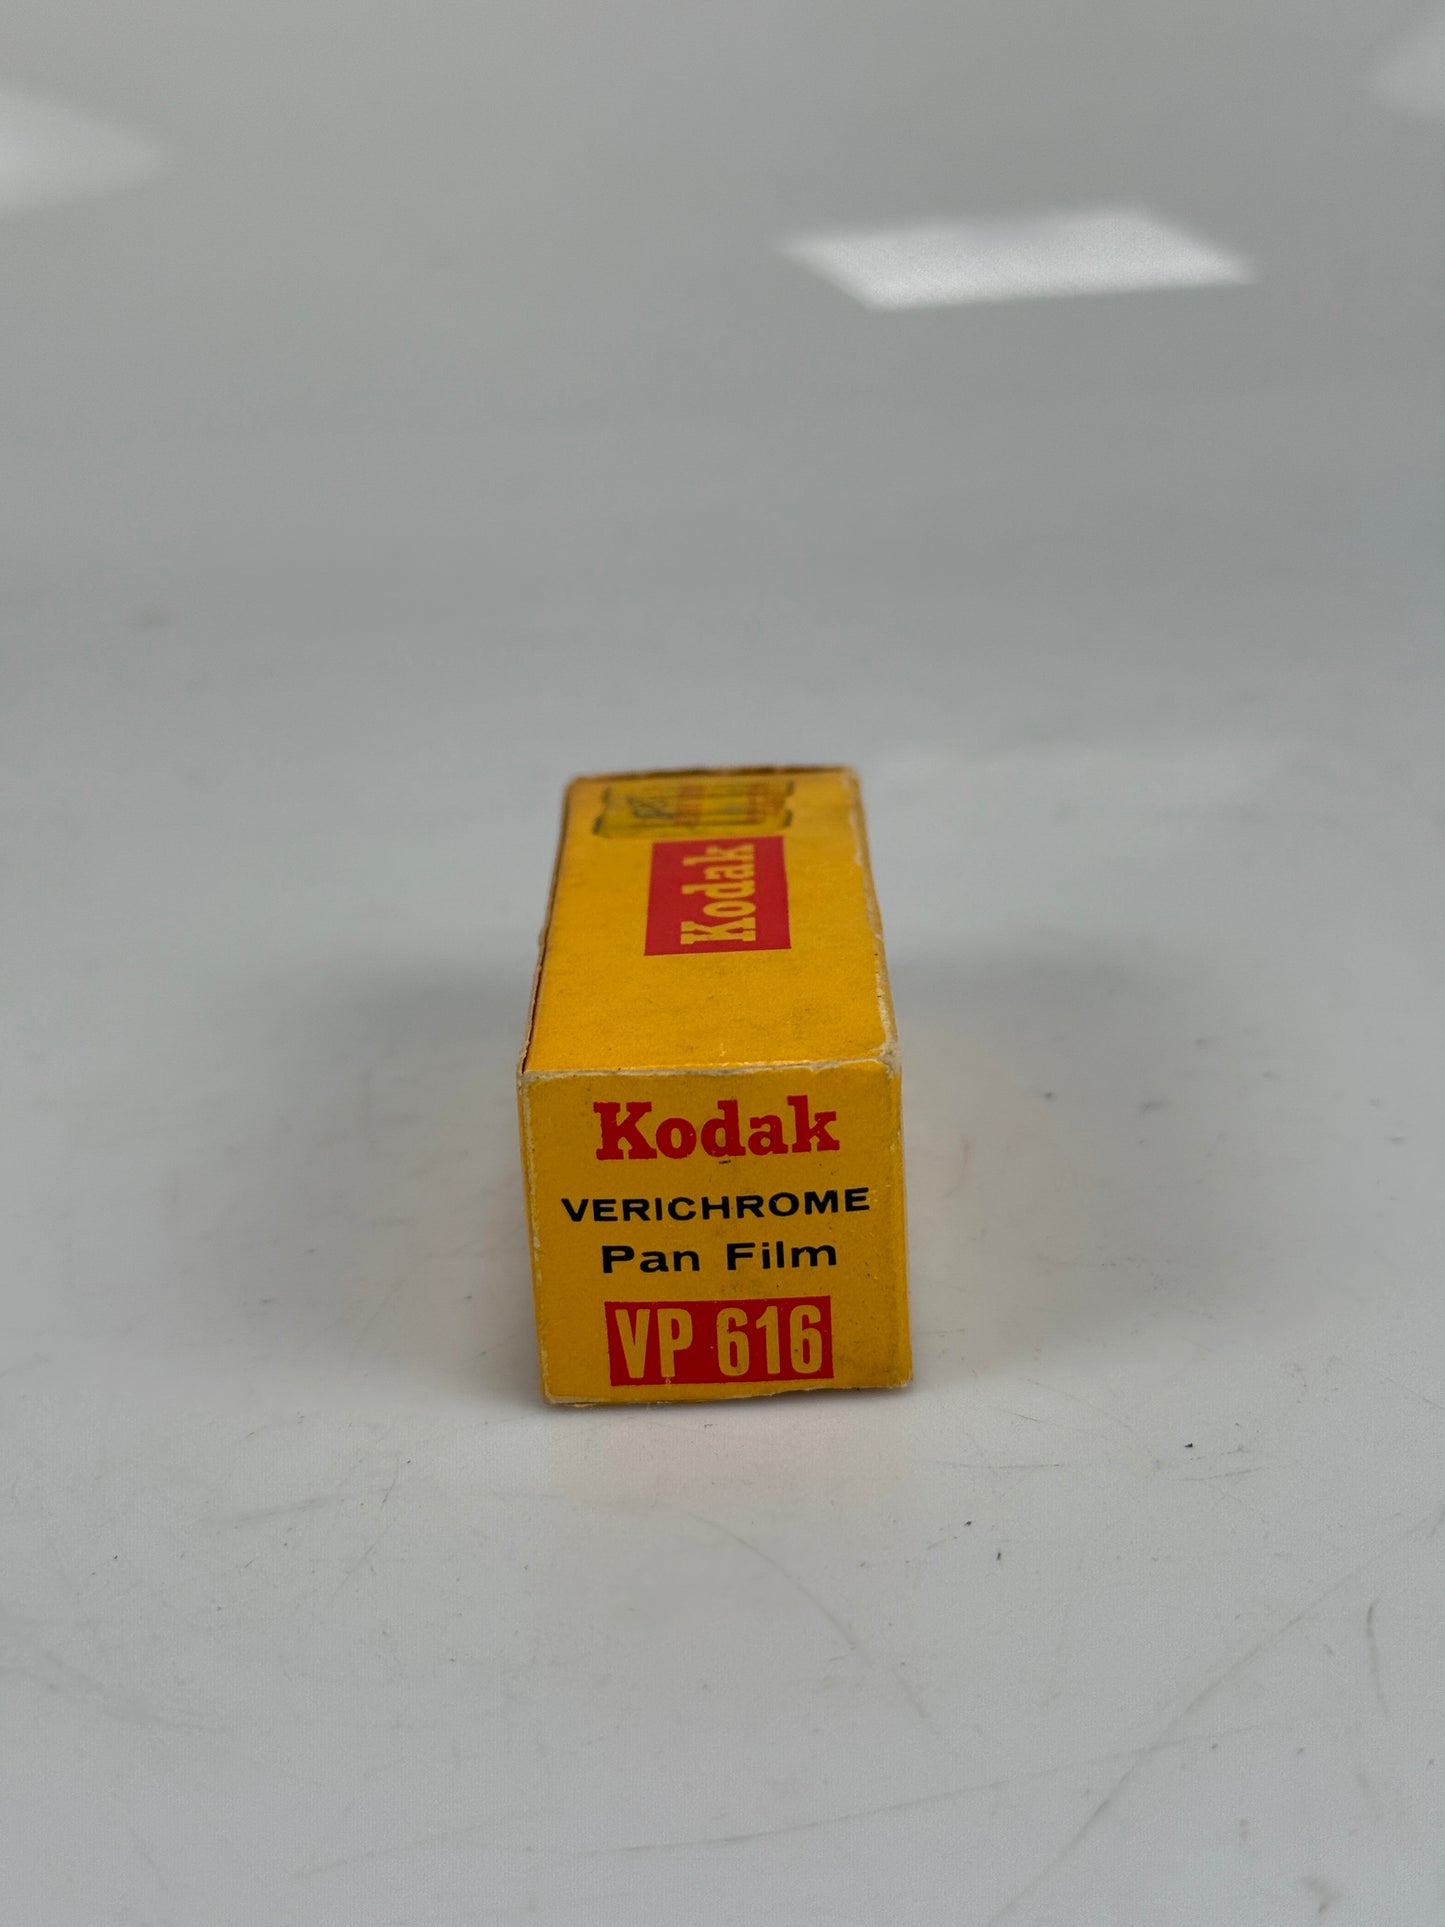 Kodak
Kodak
VERICHROME
Pan Film
VP 616